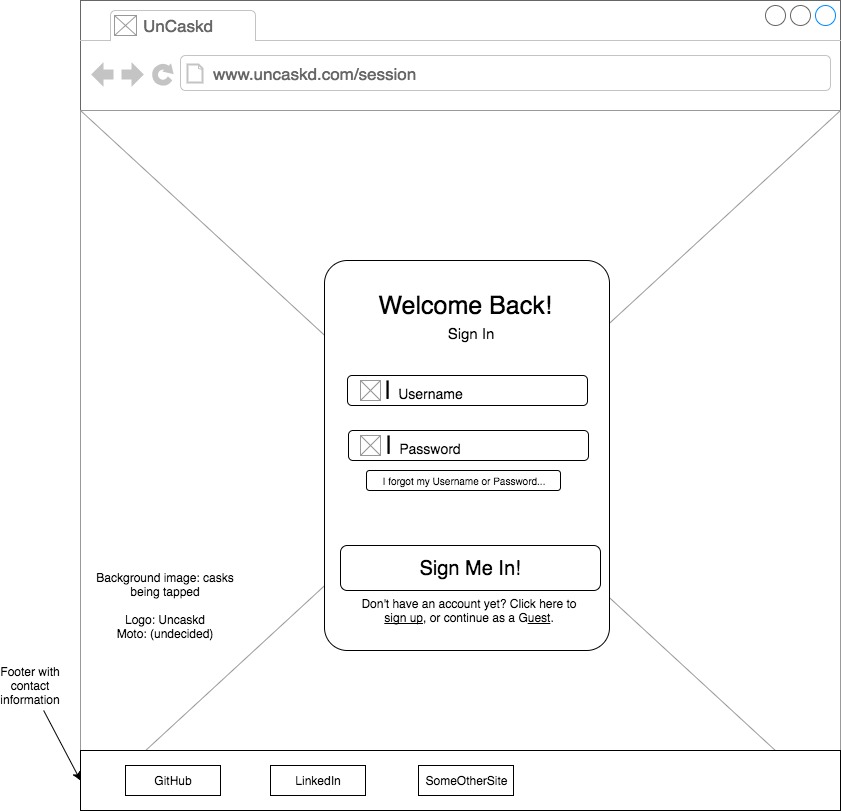 UnCaskd
www.uncaskd.com/session
Welcome Back!
Sign In
Username
Password
I forgot my Username or Password...
Sign Me In!
Don't have an account yet? Click here to
sign up, or continue as a Guest.
Background image: casks
being tapped
Logo: Uncaskd
Moto: (undecided)
Footer with
contact
information
GitHub
LinkedIn
SomeOtherSite